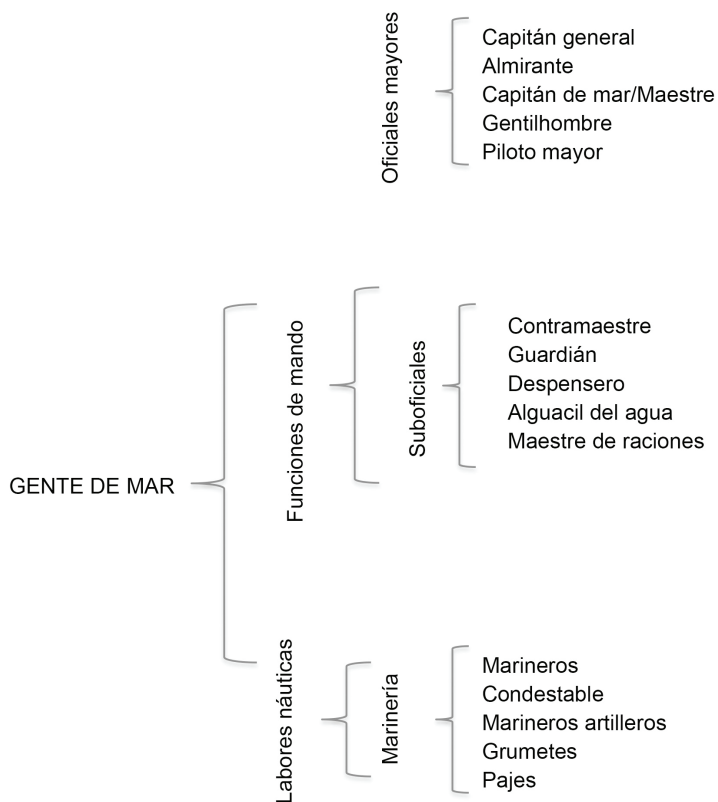 Oficiales mayores
Capitán general
Almirante
Capitán de mar/Maestre
Gentilhombre
Piloto mayor
GENTE DE MAR
Funciones de mando
Suboficiales
Contramaestre
Guardián
Despensero
Alguacil del agua
Maestre de raciones
Labores náuticas
Marinería
Marineros
Condestable
Marineros artilleros
Grumetes
Pajes